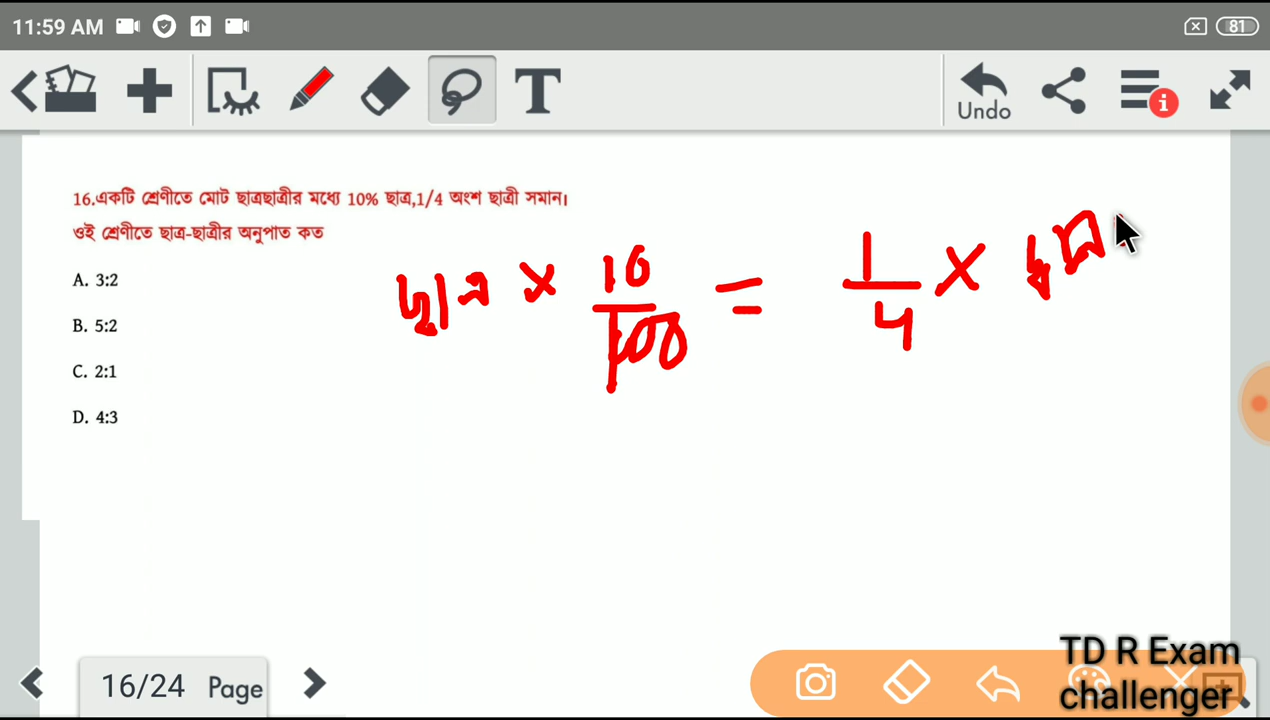 11:59 AM
81
Undo
16.একটি শ্রেণীতে মোট ছাত্রছাত্রীর মধ্যে 10% ছাত্র,1/4 অংশ ছাত্রী সমান।
ওই শ্রেণীতে ছাত্র-ছাত্রীর অনুপাত কত
A. 3:2
B. 5:2
C. 2:1
D. 4:3
ছাত্র × 10/100 = 1/4 ×
16/24 Page
TD R Exam
challenger